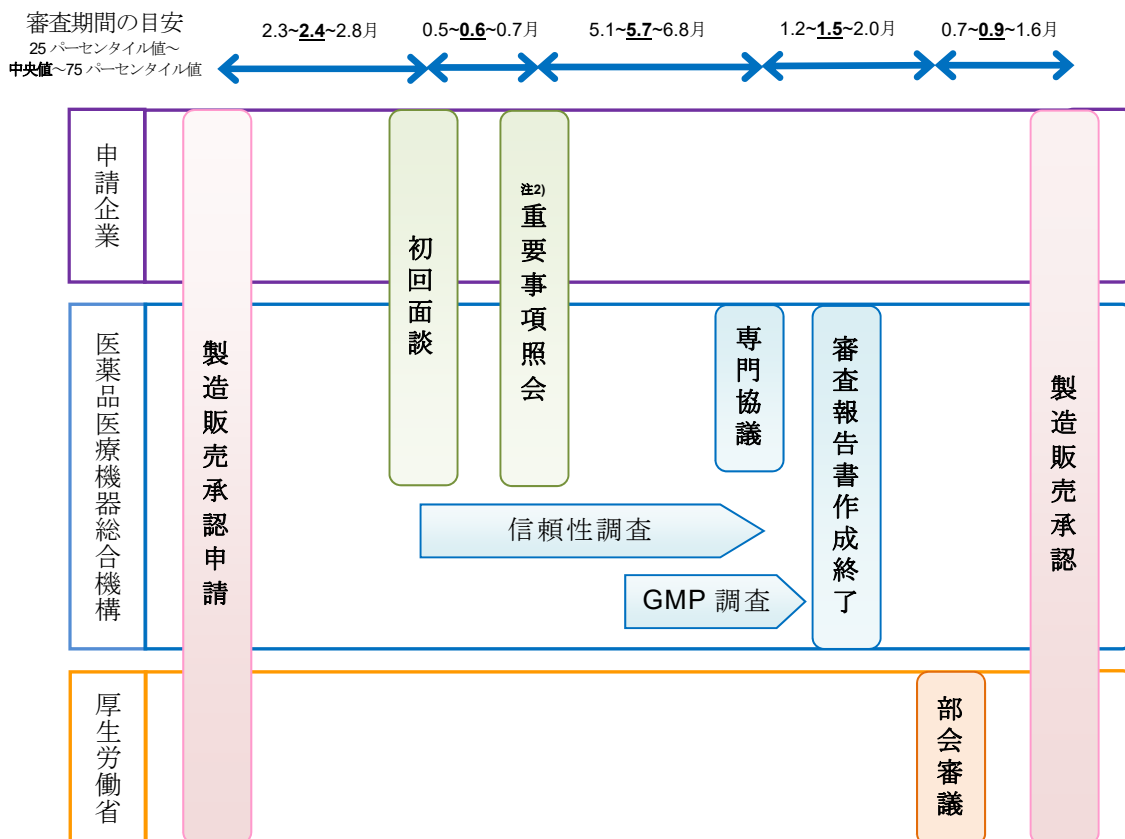 審査期間の目安
25 パーセンタイル値～
中央値～75 パーセンタイル値
2.3~2.4~2.8月
0.5~0.6~0.7月
5.1~5.7~6.8月
1.2~1.5~2.0月
0.7~0.9~1.6月
申請企業
医薬品医療機器総合機構
厚生労働省
製造販売承認申請
初回面談
注2)重要事項照会
専門協議
審査報告書作成終了
信頼性調査
GMP 調査
部会審議
製造販売承認